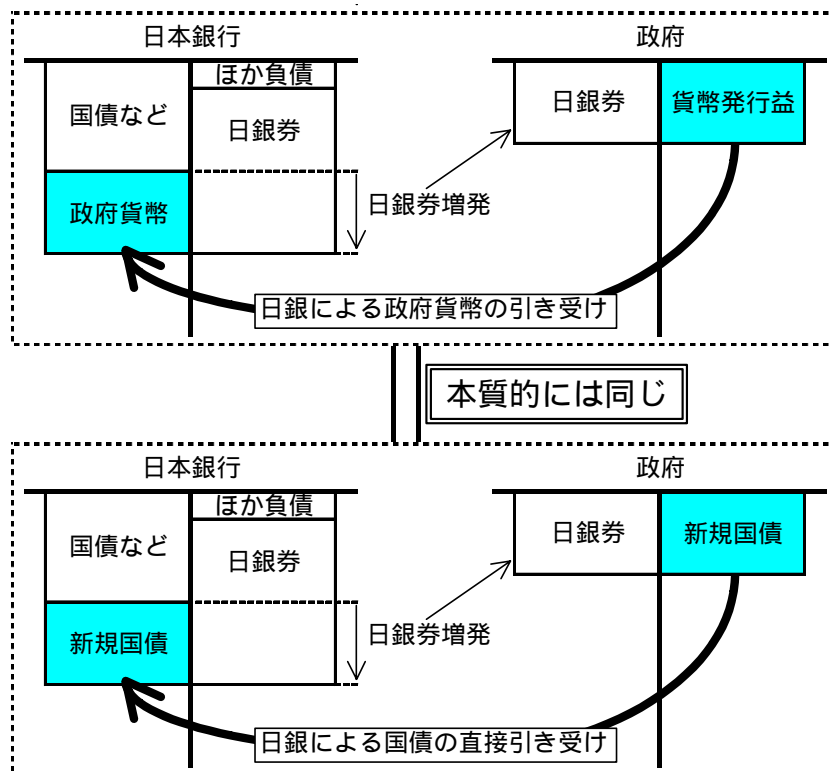 日本銀行
政府
ほか負債
国債など
日銀券
日銀券
貨幣発行益
政府貨幣
日銀券増発
日銀による政府貨幣の引き受け
本質的には同じ
日本銀行
政府
ほか負債
国債など
日銀券
日銀券
新規国債
新規国債
日銀券増発
日銀による国債の直接引き受け